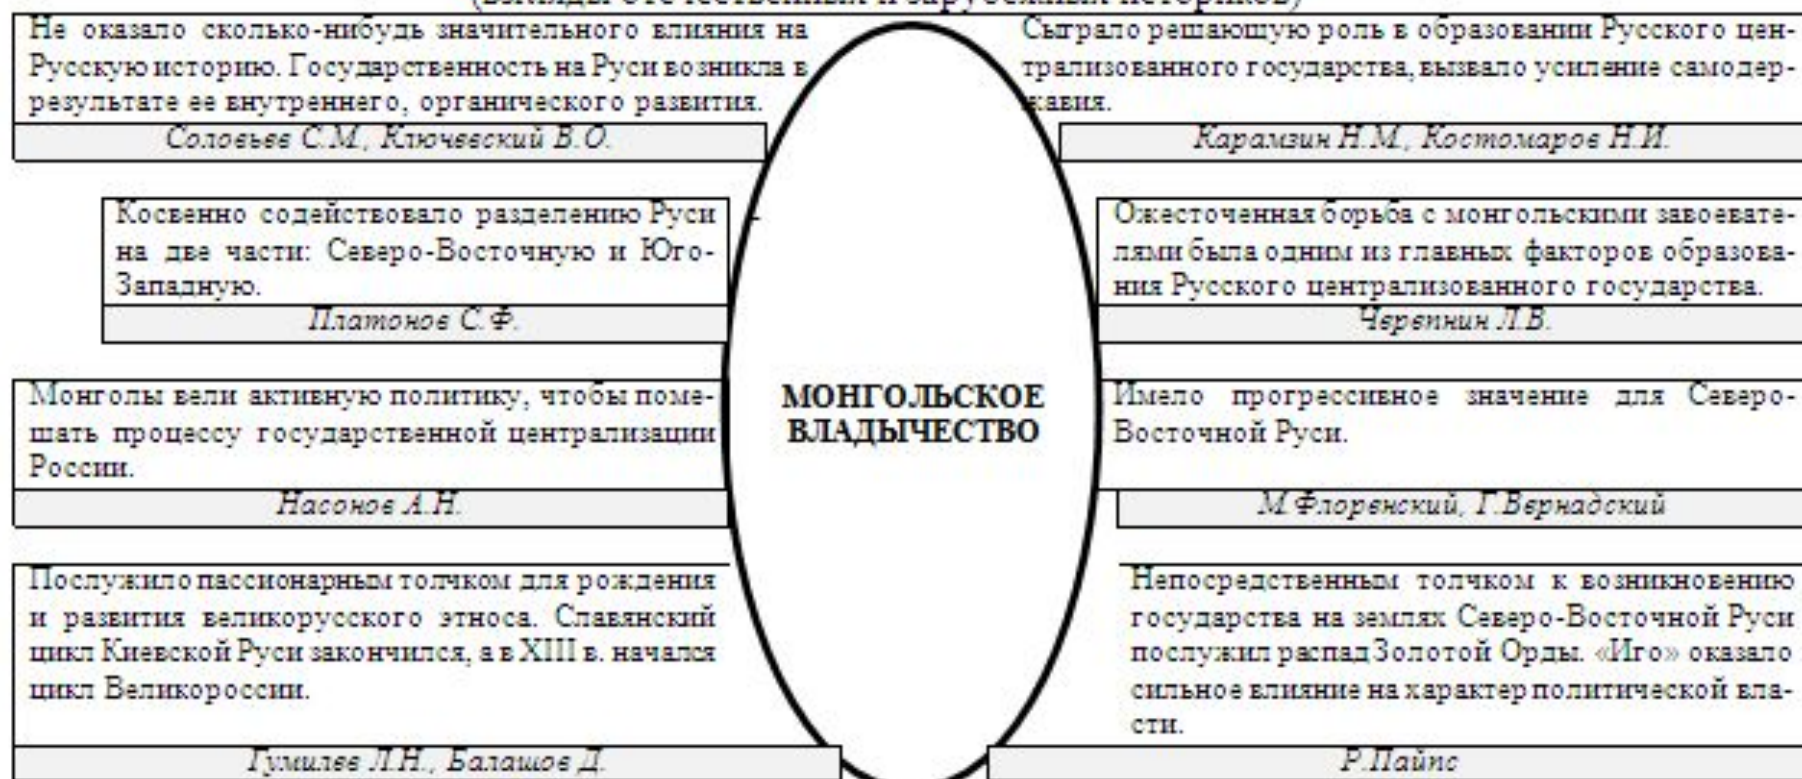 (взгляды отечественных и зарубежных историков)
Не оказало сколько-нибудь значительного влияния на
Русскую историю. Государственность на Руси возникла в
результате ее внутреннего, органического развития.
Соловьев С.М., Ключевский В.О.
Сыграло решающую роль в образовании Русского цен-
трализованного государства, вызвало усиление самодер-
жавия.
Карамзин Н.М., Костомаров Н.И.
Косвенно содействовало разделению Руси –
на две части: Северо-Восточную и Юго-
Западную.
Платонов С.Ф.
Ожесточенная борьба с монгольскими завоевате-
лями была одним из главных факторов образова-
ния Русского централизованного государства.
Черепнин Л.В.
МОНГОЛЬСКОЕ
ВЛАДЫЧЕСТВО
Монголы вели активную политику, чтобы поме-
шать процессу государственной централизации
России.
Насонов А.Н.
Имело прогрессивное значение для Северо-
Восточной Руси.
М.Флоренский, Г.Вернадский
Послужило пассионарным толчком для рождения
и развития великорусского этноса. Славянский
цикл Киевской Руси закончился, а в XIII в. начался
цикл Великороссии.
Гумилев Л.Н., Балашов Д.
Непосредственным толчком к возникновению
государства на землях Северо-Восточной Руси
послужил распад Золотой Орды. «Иго» оказало
сильное влияние на характер политической вла-
сти.
Р.Пайпс